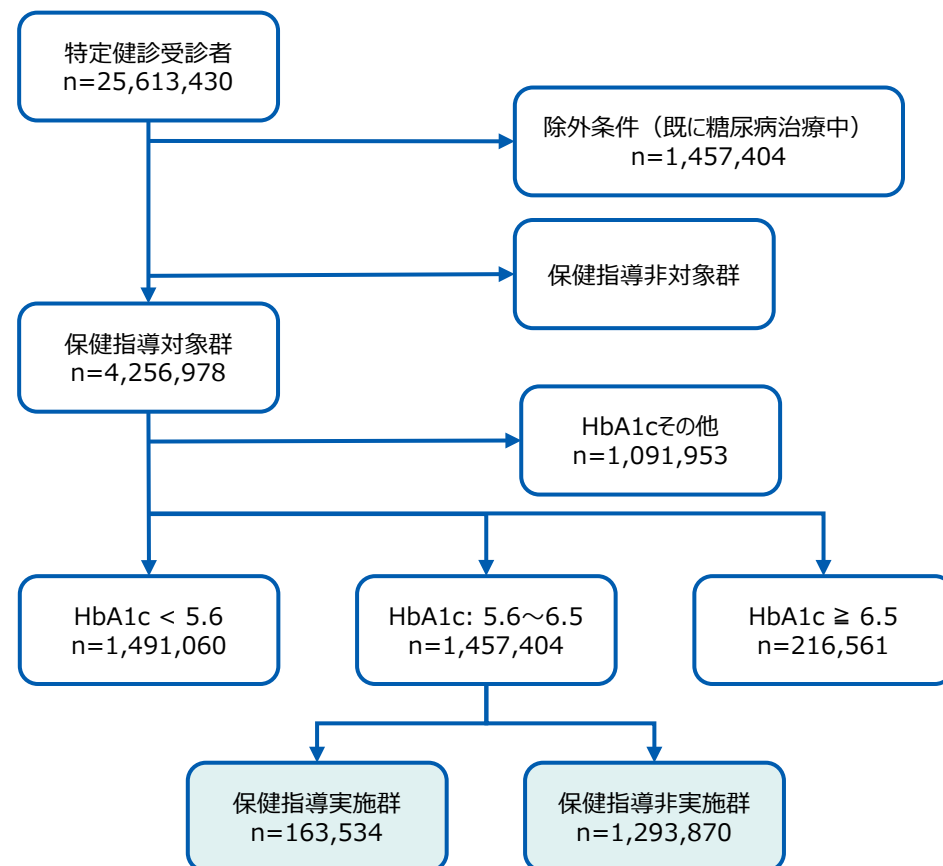 特定健診受診者
n=25,613,430
除外条件（既に糖尿病治療中）
n=1,457,404
保健指導非対象群
保健指導対象群
n=4,256,978
HbA1cその他
n=1,091,953
HbA1c < 5.6
n=1,491,060
HbA1c: 5.6～6.5
n=1,457,404
HbA1c ≧ 6.5
n=216,561
保健指導実施群
n=163,534
保健指導非実施群
n=1,293,870